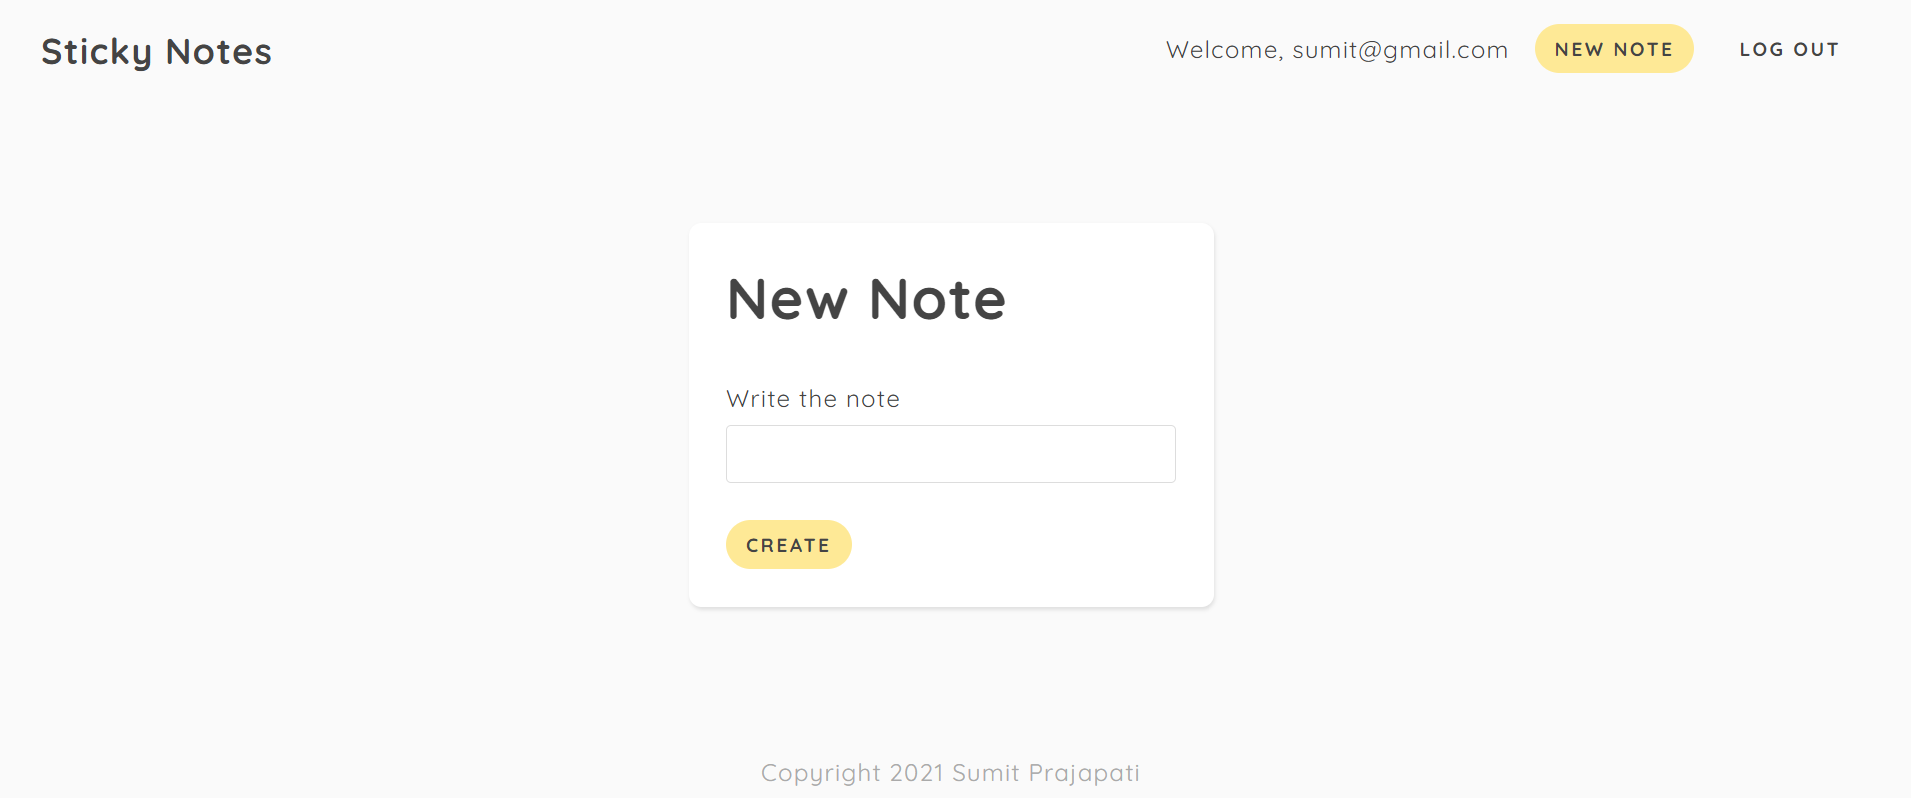 Sticky Notes
Welcome, sumit@gmail.com
NEW NOTE
LOG OUT
New Note
Write the note
CREATE
Copyright 2021 Sumit Prajapati